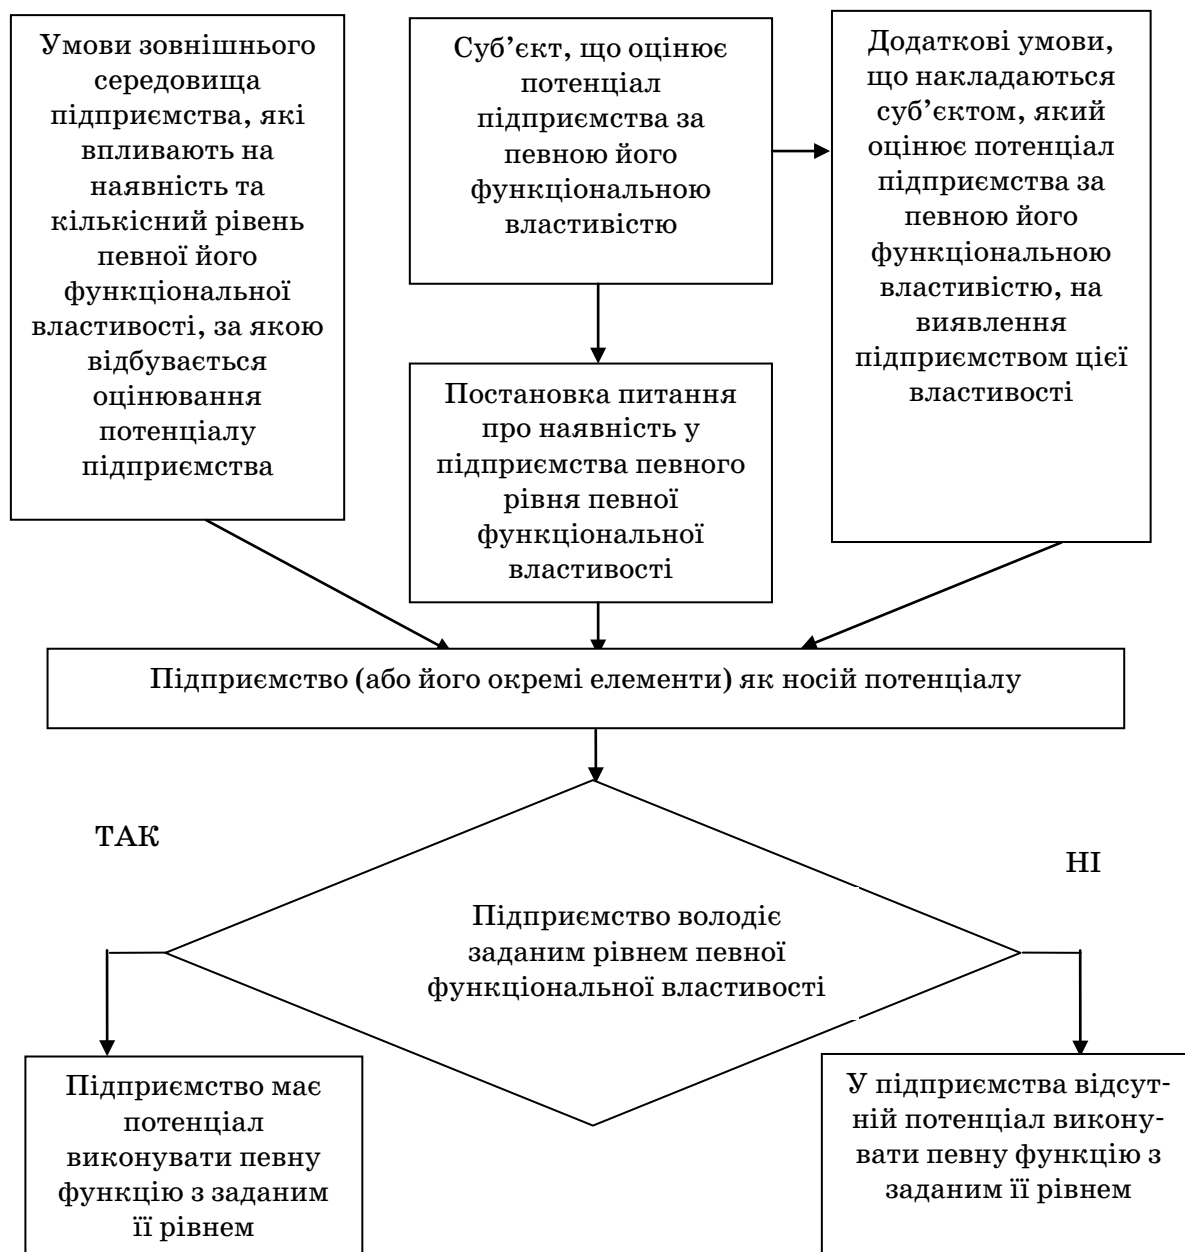 Умови зовнішнього
середовища
підприємства, які
впливають на
наявність та
кількісний рівень
певної його
функціональної
властивості, за якою
відбувається
оцінювання
потенціалу
підприємства
Суб’єкт, що оцінює
потенціал
підприємства за
певною його
функціональною
властивістю
Додаткові умови,
що накладаються
суб’єктом, який
оцінює потенціал
підприємства за
певною його
функціональною
властивістю, на
виявлення
підприємством цієї
властивості
Постановка питання
про наявність у
підприємства певного
рівня певної
функціональної
властивості
Підприємство (або його окремі елементи) як носій потенціалу
ТАК
НІ
Підприємство володіє
заданим рівнем певної
функціональної властивості
Підприємство має
потенціал
виконувати певну
функцію з заданим
її рівнем
У підприємства відсут-
ній потенціал викону-
вати певну функцію з
заданим її рівнем